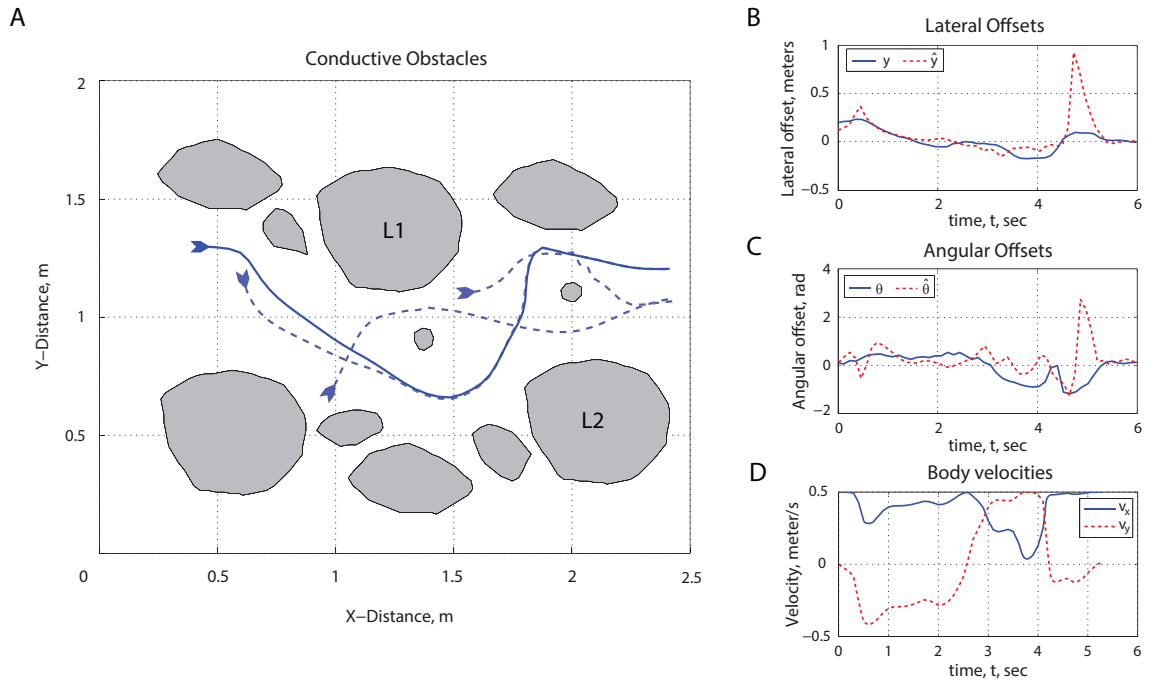 A
Conductive Obstacles
2
1.5
1
0.5
0
0.5
1
1.5
2
2.5
Y–Distance, m
X–Distance, m
L1
L2
B
Lateral Offsets
y
ŷ
1
0.5
0
−0.5
0
2
4
6
Lateral offset, meters
time, t, sec
C
Angular Offsets
θ
θ̂
4
2
0
−2
0
2
4
6
Angular offset, rad
time, t, sec
D
Body velocities
v_x
v_y
0.5
0
−0.5
0
1
2
3
4
5
6
Velocity, meter/s
time, t, sec